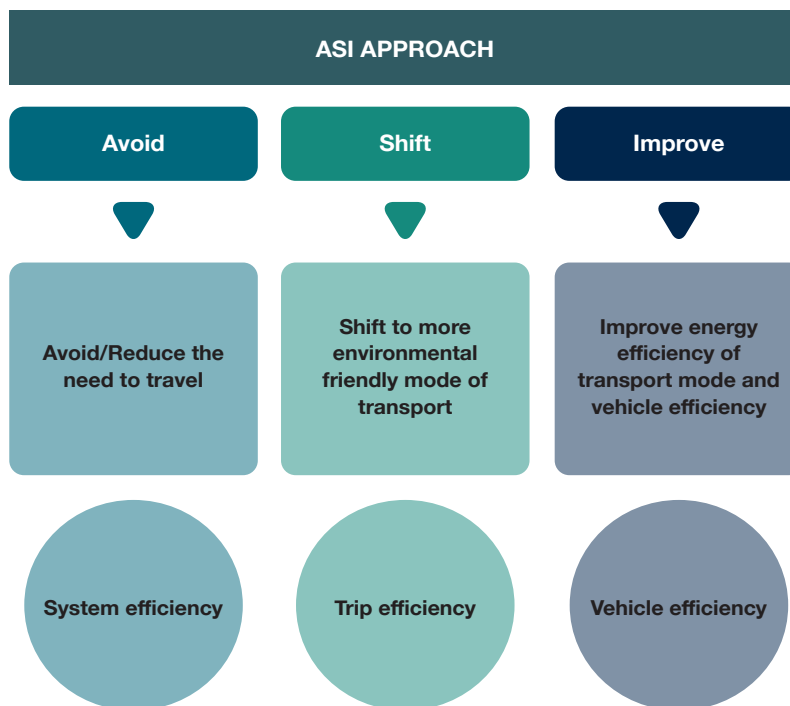 ASI APPROACH
Avoid
Shift
Improve
Avoid/Reduce the
need to travel
Shift to more
environmental
friendly mode of
transport
Improve energy
efficiency of
transport mode and
vehicle efficiency
System efficiency
Trip efficiency
Vehicle efficiency